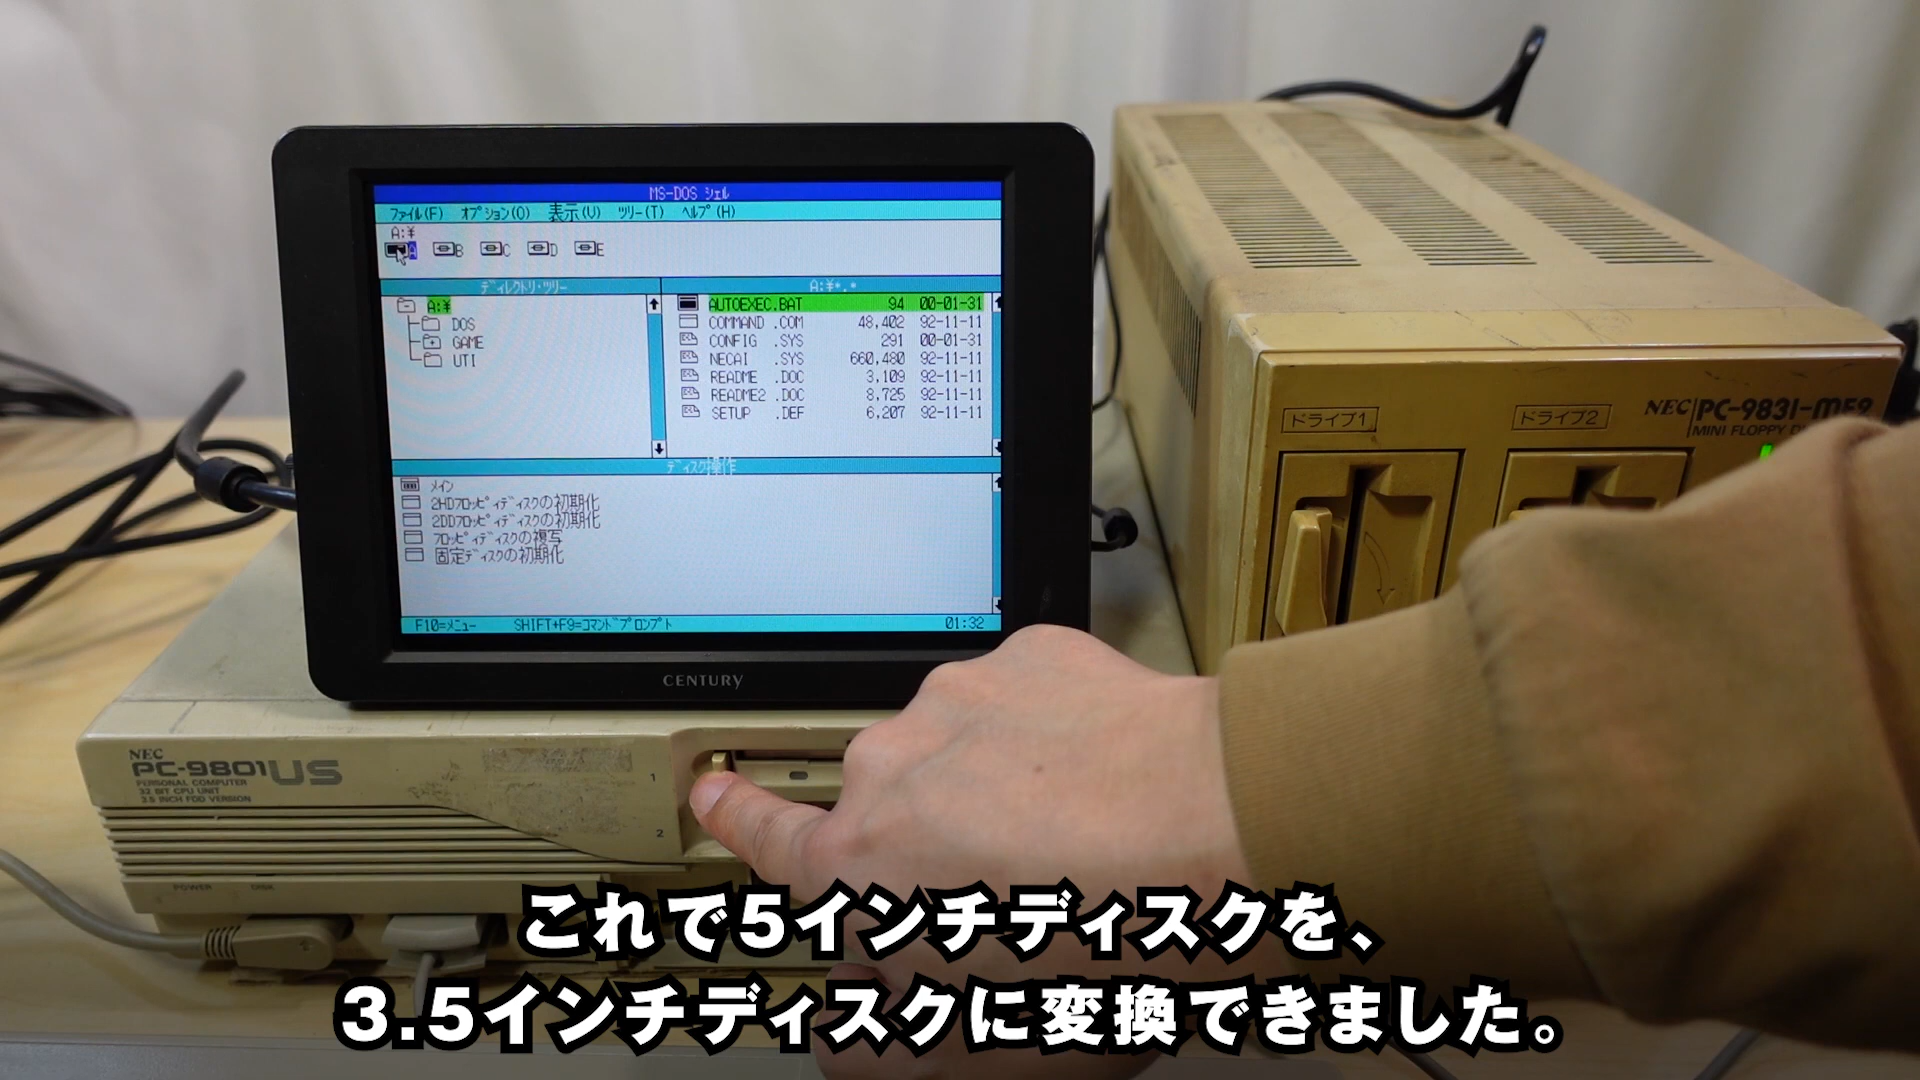 MS-DOS シェル
ファイル(F) オプション(O) 表示(V) ツリー(T) ヘルプ(H)
A:¥
A B C D E
ディレクトリ・ツリー
A:¥
DOS
GAME
UTI
A:¥*.*
AUTOEXEC.BAT 94 00-01-31
COMMAND .COM 48,402 92-11-11
CONFIG .SYS 291 00-01-31
NECAI .SYS 660,480 92-11-11
README .DOC 3,109 92-11-11
README2 .DOC 8,725 92-11-11
SETUP .DEF 6,207 92-11-11
ディスク操作
メイン
2HDフロッピィディスクの初期化
2DDフロッピィディスクの初期化
フロッピィディスクの複写
固定ディスクの初期化
F10=メニュー SHIFT+F9=コマンドプロンプト 01:32
CENTURY
ドライブ1
ドライブ2
NEC PC-9831-MF2
MINI FLOPPY
NEC
PC-9801US
PERSONAL COMPUTER
32 BIT CPU UNIT
3.5 INCH FDD VERSION
1
2
POWER DISK
これで5インチディスクを、
3.5インチディスクに変換できました。